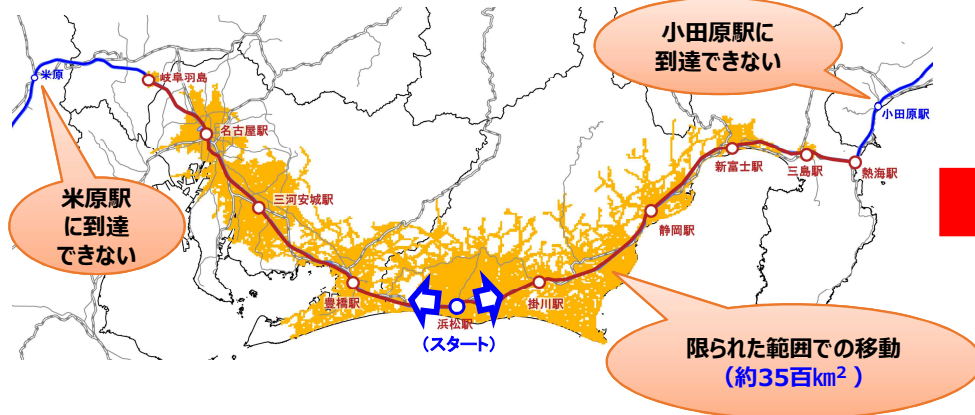 小田原駅に
到達できない
米原
岐阜羽島
小田原駅
名古屋駅
新富士駅
三島駅
熱海駅
米原駅
に到達
できない
三河安城駅
静岡駅
豊橋駅
掛川駅
浜松駅
(スタート)
限られた範囲での移動
(約35百km²)